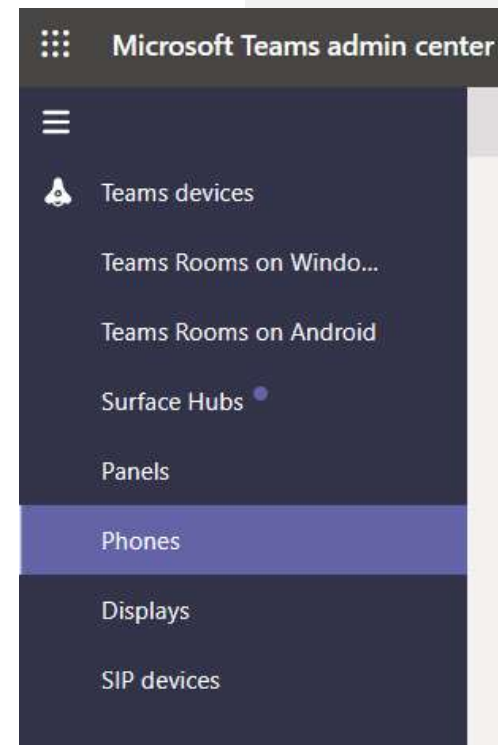 Microsoft Teams admin center
Teams devices
Teams Rooms on Windo...
Teams Rooms on Android
Surface Hubs
Panels
Phones
Displays
SIP devices